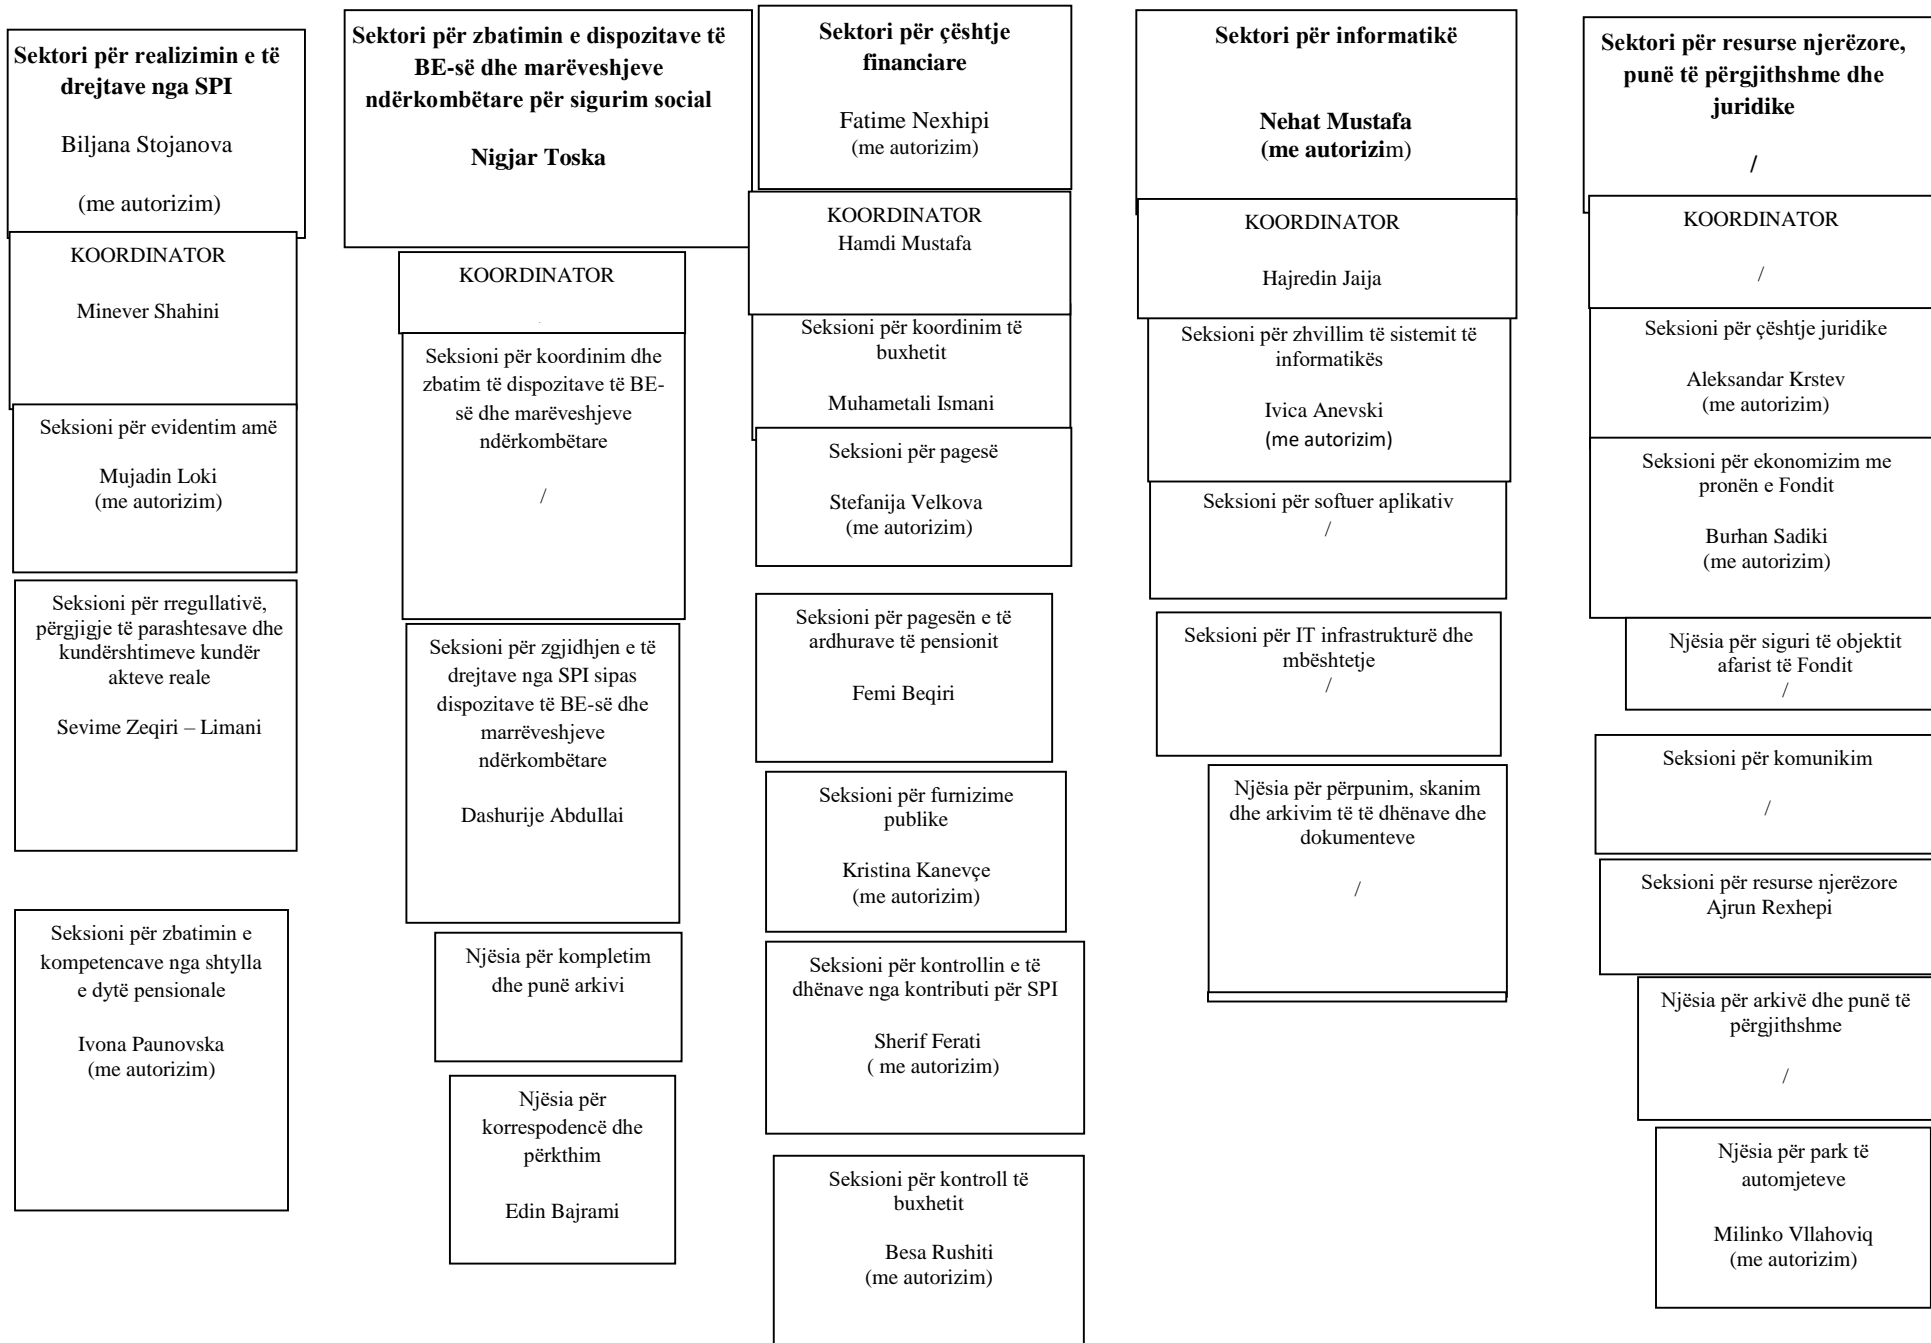 Sektori për realizimin e të
drejtave nga SPI
Biljana Stojanova
(me autorizim)
KOORDINATOR
Minever Shahini
Seksioni për evidentim amë
Mujadin Loki
(me autorizim)
Seksioni për rregullativë,
përgjigje të parashtesave dhe
kundërshtimeve kundër
akteve reale
Sevime Zeqiri – Limani
Seksioni për zbatimin e
kompetencave nga shtylla
e dytë pensionale
Ivona Paunovska
(me autorizim)
Sektori për zbatimin e dispozitave të
BE-së dhe marëveshjeve
ndërkombëtare për sigurim social
Nigjar Toska
KOORDINATOR
.
Seksioni për koordinim dhe
zbatim të dispozitave të BE-
së dhe marëveshjeve
ndërkombëtare
/
Seksioni për zgjidhjen e të
drejtave nga SPI sipas
dispozitave të BE-së dhe
marrëveshjeve
ndërkombëtare
Dashurije Abdullai
Njësia për kompletim
dhe punë arkivi
Njësia për
korrespodencë dhe
përkthim
Edin Bajrami
Sektori për çështje
financiare
Fatime Nexhipi
(me autorizim)
KOORDINATOR
Hamdi Mustafa
Seksioni për koordinim të
buxhetit
Muhametali Ismani
Seksioni për pagesë
Stefanija Velkova
(me autorizim)
Seksioni për pagesën e të
ardhurave të pensionit
Femi Beqiri
Seksioni për furnizime
publike
Kristina Kanevçe
(me autorizim)
Seksioni për kontrollin e të
dhënave nga kontributi për SPI
Sherif Ferati
( me autorizim)
Seksioni për kontroll të
buxhetit
Besa Rushiti
(me autorizim)
Sektori për informatikë
Nehat Mustafa
(me autorizim)
KOORDINATOR
Hajredin Jaija
Seksioni për zhvillim të sistemit të
informatikës
Ivica Anevski
(me autorizim)
Seksioni për softuer aplikativ
/
Seksioni për IT infrastrukturë dhe
mbështetje
/
Njësia për përpunim, skanim
dhe arkivim të të dhënave dhe
dokumenteve
/
Sektori për resurse njerëzore,
punë të përgjithshme dhe
juridike
/
KOORDINATOR
/
Seksioni për çështje juridike
Aleksandar Krstev
(me autorizim)
Seksioni për ekonomizim me
pronën e Fondit
Burhan Sadiki
(me autorizim)
Njësia për siguri të objektit
afarist të Fondit
/
Seksioni për komunikim
/
Seksioni për resurse njerëzore
Ajrun Rexhepi
Njësia për arkivë dhe punë të
përgjithshme
/
Njësia për park të
automjeteve
Milinko Vllahoviq
(me autorizim)